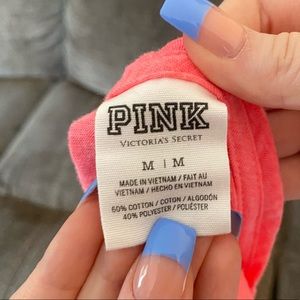 PINK
VICTORIA'S SECRET
M | M
MADE IN VIETNAM / FAIT AU
VIETNAM / HECHO EN VIETNAM
60% COTTON / COTON / ALGODÓN
40% POLYESTER / POLIÉSTER